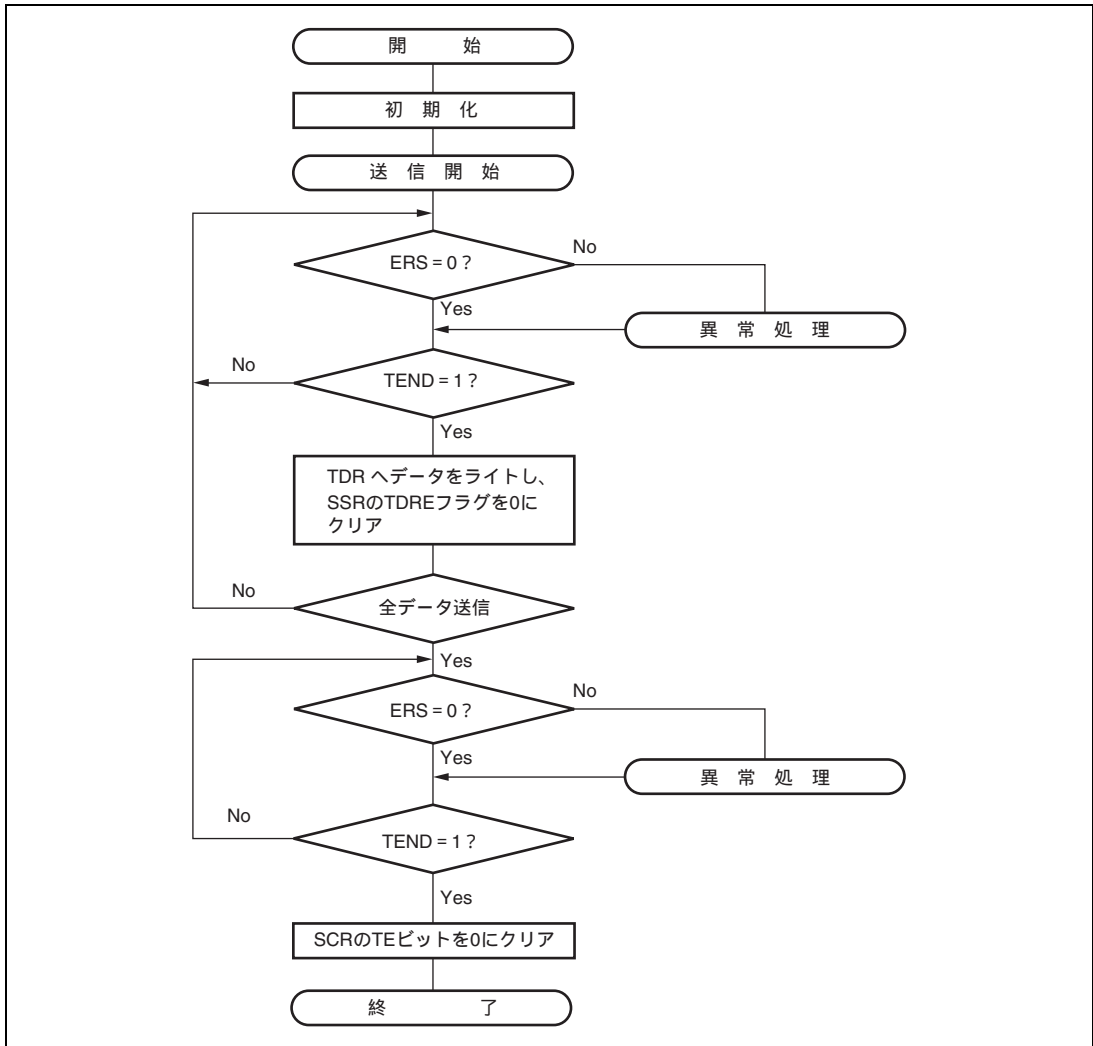 開 始
初 期 化
送 信 開 始
ERS = 0 ?
No
Yes
異 常 処 理
No
TEND = 1 ?
Yes
TDR へデータをライトし、
SSRのTDREフラグを0に
クリア
No
全データ送信
Yes
ERS = 0 ?
No
Yes
異 常 処 理
No
TEND = 1 ?
Yes
SCRのTEビットを0にクリア
終 了